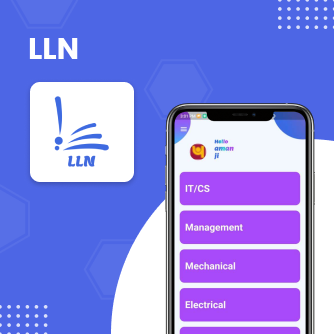 LLN
LLN
Hello
aman
ji
IT/CS
Management
Mechanical
Electrical